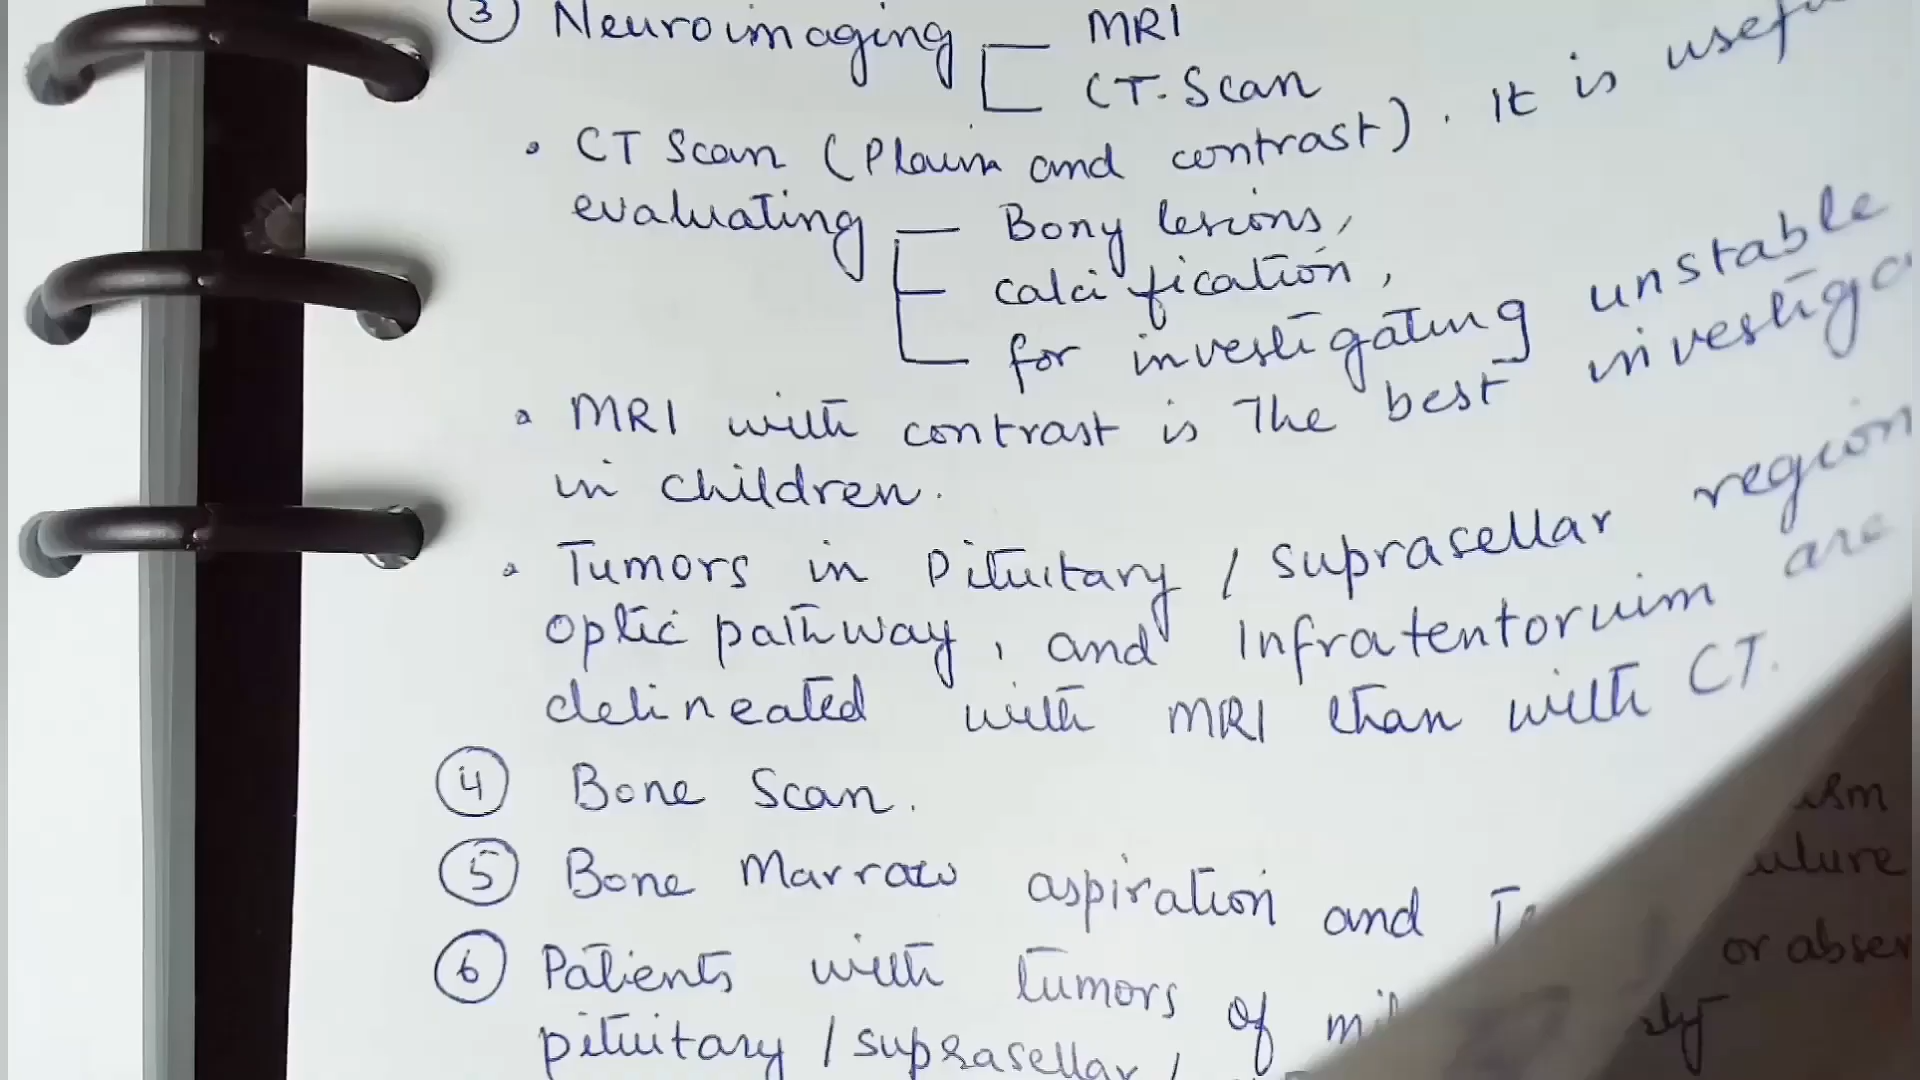 ③ Neuroimaging MRI
CT-Scan
• CT Scan (Plain and contrast). It is
evaluating Bony lesions,
calcification,
for investigating unstable
• MRI with contrast is The best
in children.
• Tumors in Pituitary / suprasellar region
optic pathway, and Infratentoruim are
delineated with MRI than with CT.
④ Bone Scan.
⑤ Bone Marrow aspiration and
⑥ Patients with tumors of
or absen
pituitary / suprasellar /